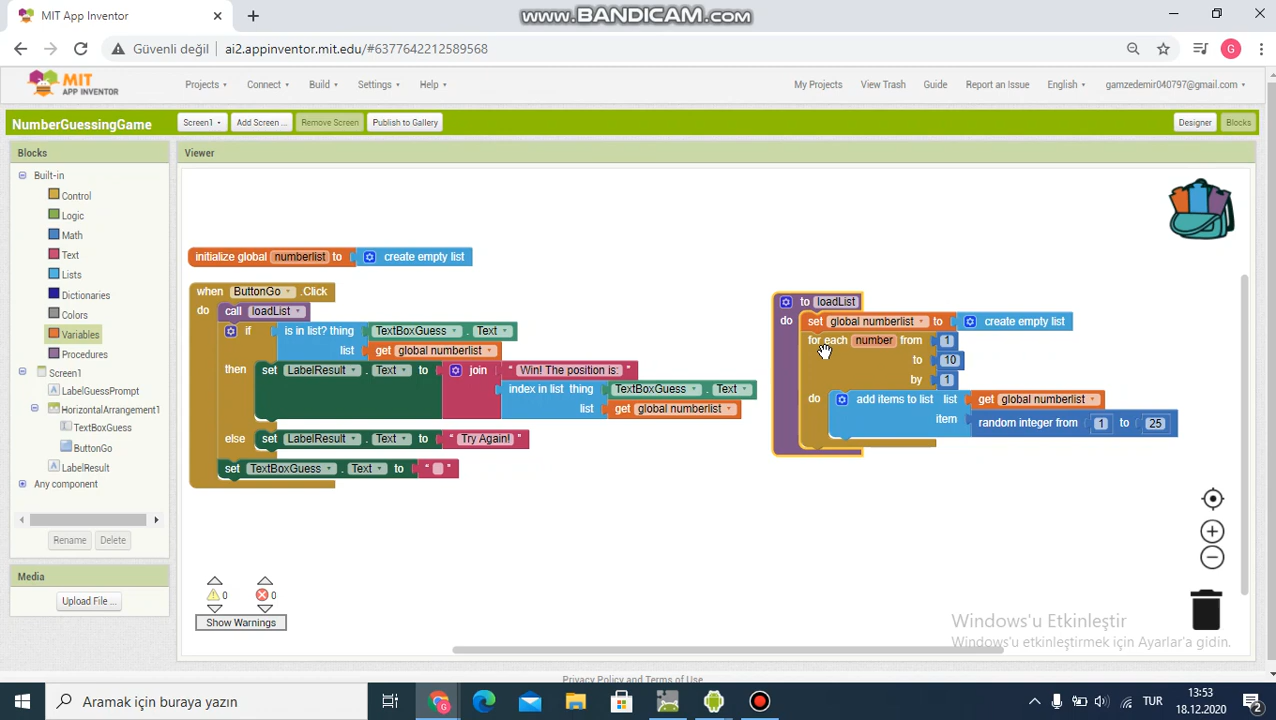 MIT App Inventor
www.BANDICAM.com
Güvenli değil
ai2.appinventor.mit.edu/#6377642212589568
MIT
APP INVENTOR
Projects
Connect
Build
Settings
Help
My Projects
View Trash
Guide
Report an Issue
English
gamzedemir040797@gmail.com
NumberGuessingGame
Screen1
Add Screen ...
Remove Screen
Publish to Gallery
Designer
Blocks
Blocks
Built-in
Control
Logic
Math
Text
Lists
Dictionaries
Colors
Variables
Procedures
Screen1
LabelGuessPrompt
HorizontalArrangement1
TextBoxGuess
ButtonGo
LabelResult
Any component
Rename
Delete
Media
Upload File ...
Viewer
initialize global numberlist to create empty list
when ButtonGo .Click
do call loadList
if is in list? thing TextBoxGuess . Text
list get global numberlist
then set LabelResult . Text to join " Win! The position is: "
index in list thing TextBoxGuess . Text
list get global numberlist
else set LabelResult . Text to " Try Again! "
set TextBoxGuess . Text to " "
to loadList
do set global numberlist to create empty list
for each number from 1
to 10
by 1
do add items to list list get global numberlist
item random integer from 1 to 25
0
0
Show Warnings
Windows'u Etkinleştir
Windows'u etkinleştirmek için Ayarlar'a gidin.
Privacy Policy and Terms of Use
Aramak için buraya yazın
TUR
13:53
18.12.2020
2